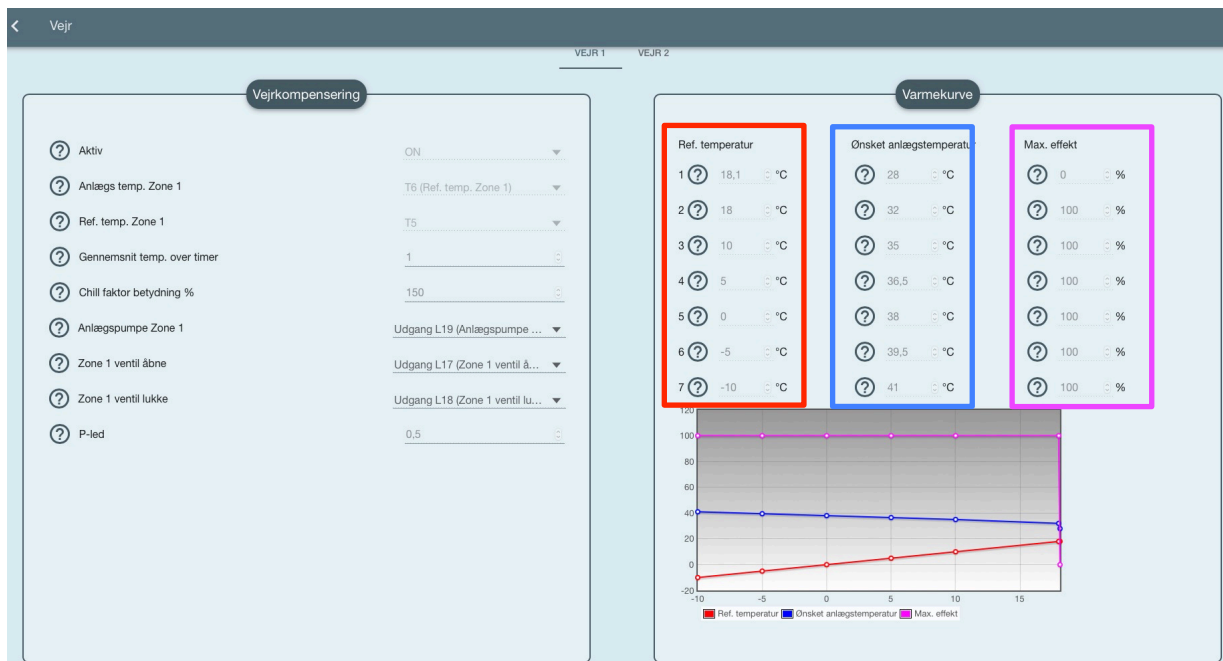 Vejr
VEJR 1 VEJR 2
Vejrkompensering
Aktiv ON
Anlægs temp. Zone 1 T6 (Ref. temp. Zone 1)
Ref. temp. Zone 1 T5
Gennemsnit temp. over timer 1
Chill faktor betydning % 150
Anlægspumpe Zone 1 Udgang L19 (Anlægspumpe ...
Zone 1 ventil åbne Udgang L17 (Zone 1 ventil å...
Zone 1 ventil lukke Udgang L18 (Zone 1 ventil lu...
P-led 0,5
Varmekurve
Ref. temperatur Ønsket anlægstemperatur Max. effekt
1 ? 18,1 °C ? 28 °C ? 0 %
2 ? 18 °C ? 32 °C ? 100 %
3 ? 10 °C ? 35 °C ? 100 %
4 ? 5 °C ? 36,5 °C ? 100 %
5 ? 0 °C ? 38 °C ? 100 %
6 ? -5 °C ? 39,5 °C ? 100 %
7 ? -10 °C ? 41 °C ? 100 %
120
100
80
60
40
20
0
-20
-10 -5 0 5 10 15
Ref. temperatur Ønsket anlægstemperatur Max. effekt